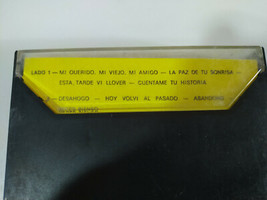 LADO 1 — MI QUERIDO, MI VIEJO, MI AMIGO — LA PAZ DE TU SONRISA —
ESTA TARDE VI LLOVER — CUENTAME TU HISTORIA
— DESAHOGO — HOY VOLVI AL PASADO —